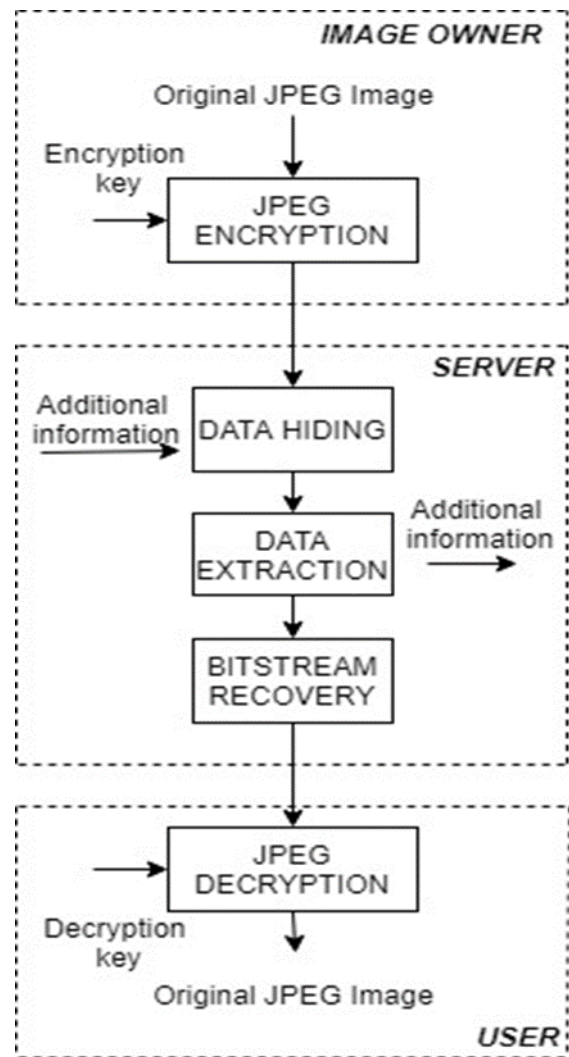 IMAGE OWNER
Original JPEG Image
Encryption
key
JPEG
ENCRYPTION
SERVER
Additional
information
DATA HIDING
DATA
EXTRACTION
Additional
information
BITSTREAM
RECOVERY
JPEG
DECRYPTION
Decryption
key
Original JPEG Image
USER